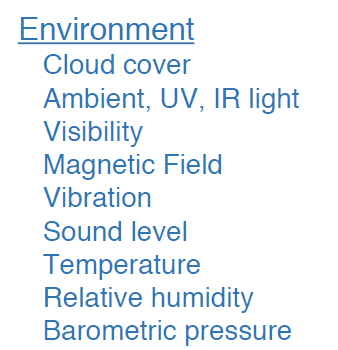 Environment
Cloud cover
Ambient, UV, IR light
Visibility
Magnetic Field
Vibration
Sound level
Temperature
Relative humidity
Barometric pressure